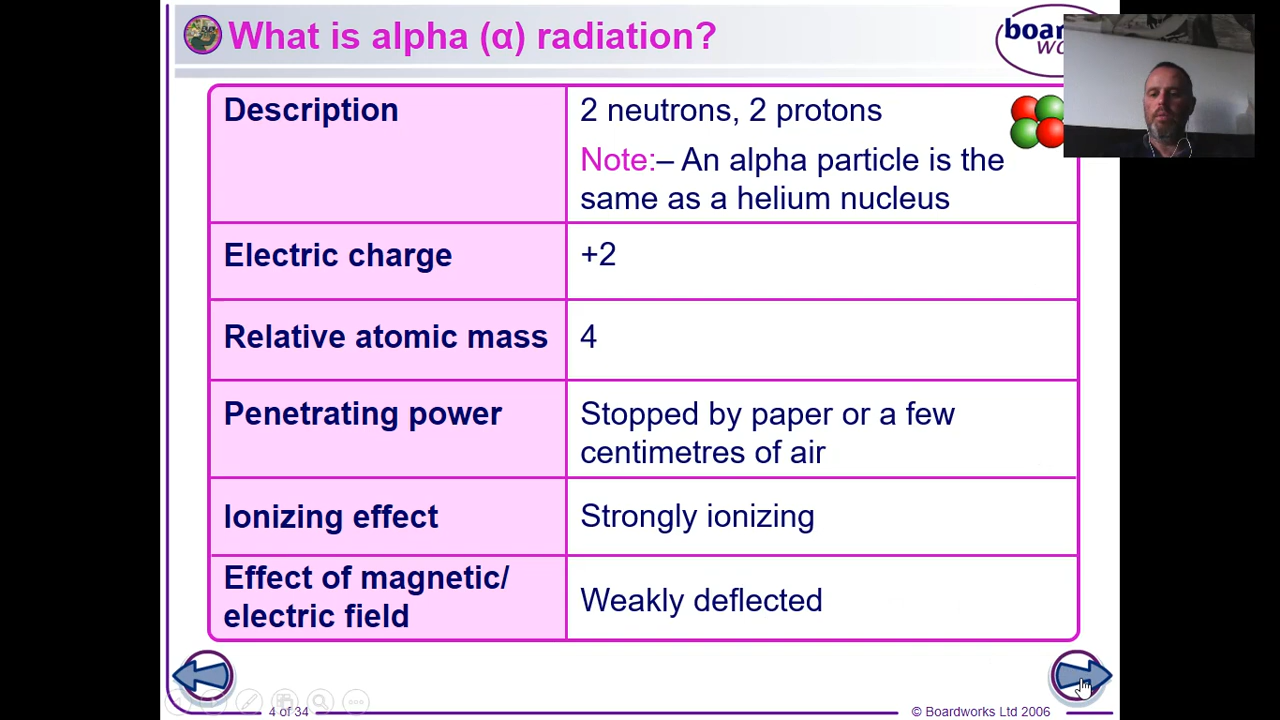 What is alpha (α) radiation?
boar
wo
Description
2 neutrons, 2 protons
Note:– An alpha particle is the
same as a helium nucleus
Electric charge
+2
Relative atomic mass
4
Penetrating power
Stopped by paper or a few
centimetres of air
Ionizing effect
Strongly ionizing
Effect of magnetic/
electric field
Weakly deflected
4 of 34
© Boardworks Ltd 2006